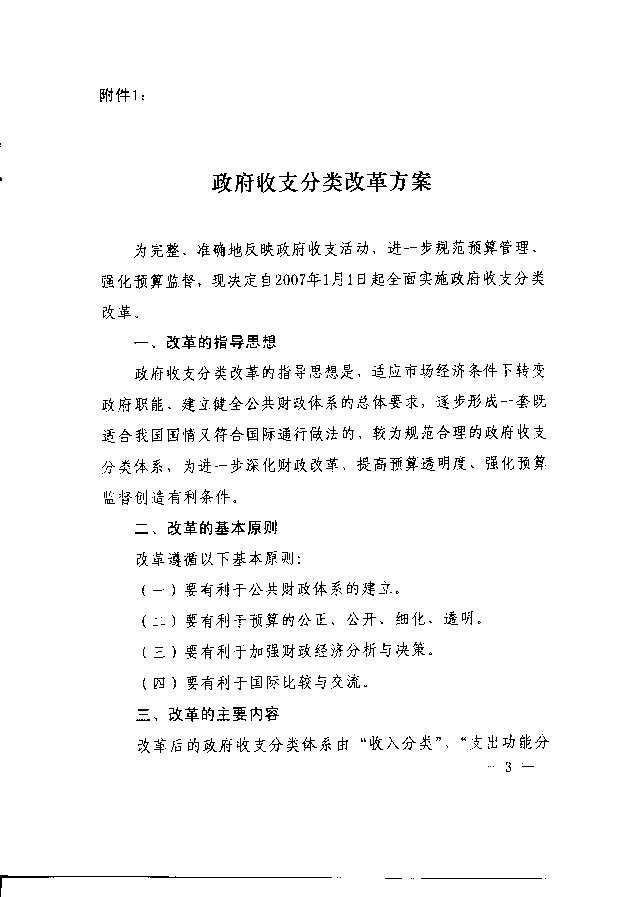 附件1：
政府收支分类改革方案
为完整、准确地反映政府收支活动，进一步规范预算管理、
强化预算监督，现决定自2007年1月1日起全面实施政府收支分类
改革。
一、改革的指导思想
政府收支分类改革的指导思想是，适应市场经济条件下转变
政府职能、建立健全公共财政体系的总体要求，逐步形成一套既
适合我国国情又符合国际通行做法的，较为规范合理的政府收支
分类体系，为进一步深化财政改革、提高预算透明度、强化预算
监督创造有利条件。
二、改革的基本原则
改革遵循以下基本原则：
（一）要有利于公共财政体系的建立。
（二）要有利于预算的公正、公开、细化、透明。
（三）要有利于加强财政经济分析与决策。
（四）要有利于国际比较与交流。
三、改革的主要内容
改革后的政府收支分类体系由“收入分类”、“支出功能分
— 3 —